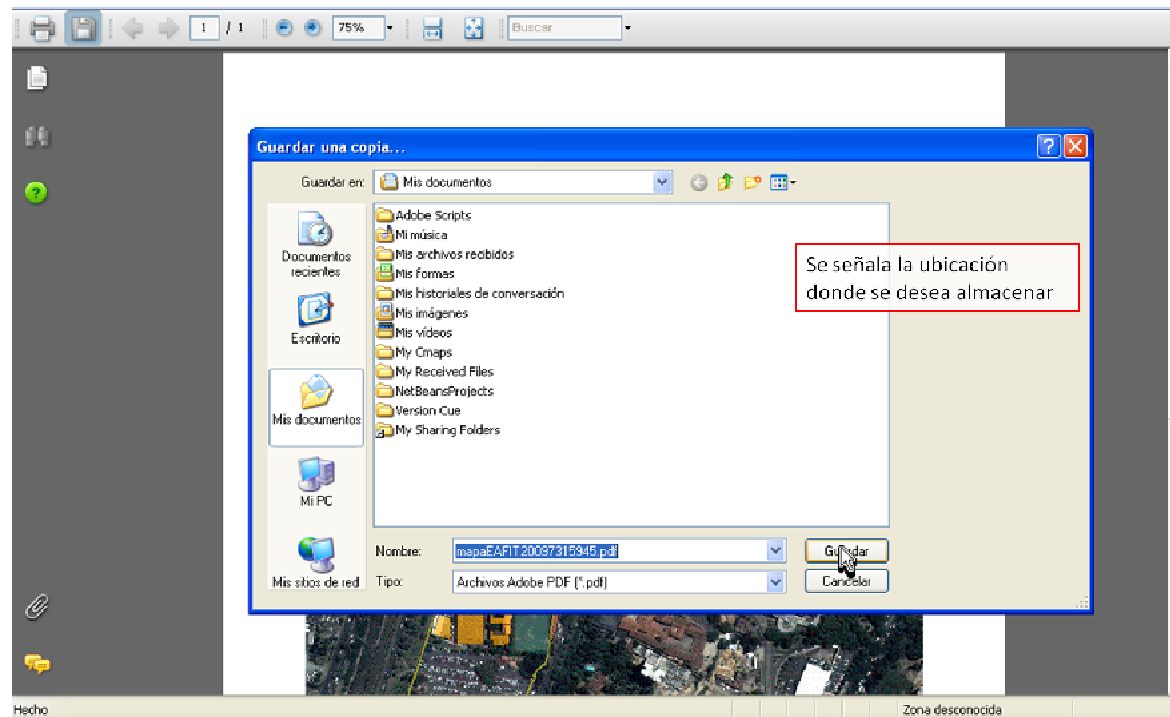 1 / 1 75% Buscar
Guardar una copia...
Guardar en: Mis documentos
Adobe Scripts
Mi música
Mis archivos recibidos
Mis formas
Mis historiales de conversación
Mis imágenes
Mis vídeos
My Cmaps
My Received Files
NetBeansProjects
Version Cue
My Sharing Folders
Documentos
recientes
Escritorio
Mis documentos
Mi PC
Mis sitios de red
Se señala la ubicación
donde se desea almacenar
Nombre: mapaEAFIT20097315945.pdf Guardar
Tipo: Archivos Adobe PDF (*.pdf) Cancelar
Hecho Zona desconocida